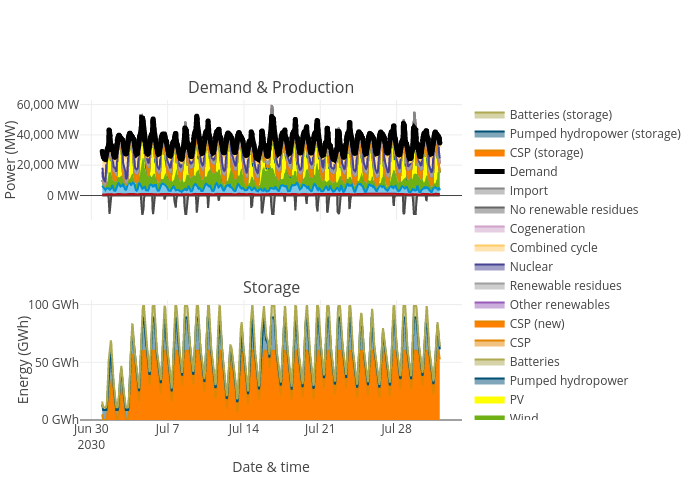 Demand & Production
60,000 MW
40,000 MW
20,000 MW
0 MW
Power (MW)
Storage
100 GWh
50 GWh
0 GWh
Energy (GWh)
Jun 30
2030
Jul 7
Jul 14
Jul 21
Jul 28
Date & time
Batteries (storage)
Pumped hydropower (storage)
CSP (storage)
Demand
Import
No renewable residues
Cogeneration
Combined cycle
Nuclear
Renewable residues
Other renewables
CSP (new)
CSP
Batteries
Pumped hydropower
PV
Wind